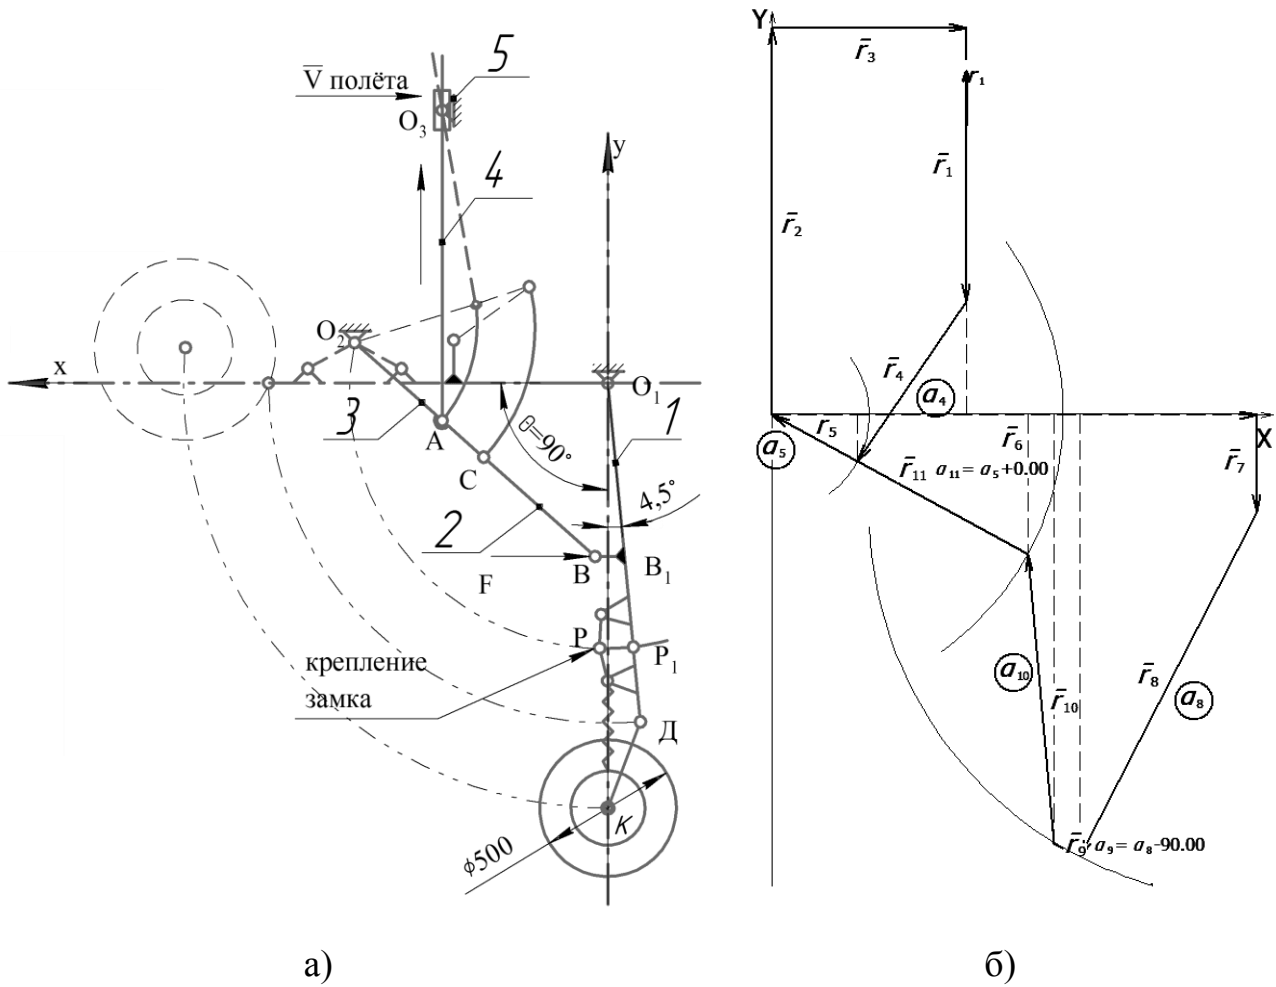 V̅ полёта
5
O₃
y
4
O₂
x
O₁
3
A
θ=90°
1
C
4,5°
2
B
B₁
F
P
P₁
крепление
замка
Д
K
ϕ500
а)
Y
r̅₃
r₁
r̅₁
r̅₂
r̅₄
a₄
X
r₅
r̅₆
a₅
r̅₁₁ a₁₁= a₅+0.00
r̅₇
a₁₀
r̅₁₀
r̅₈
a₈
r̅₉ a₉= a₈-90.00
б)